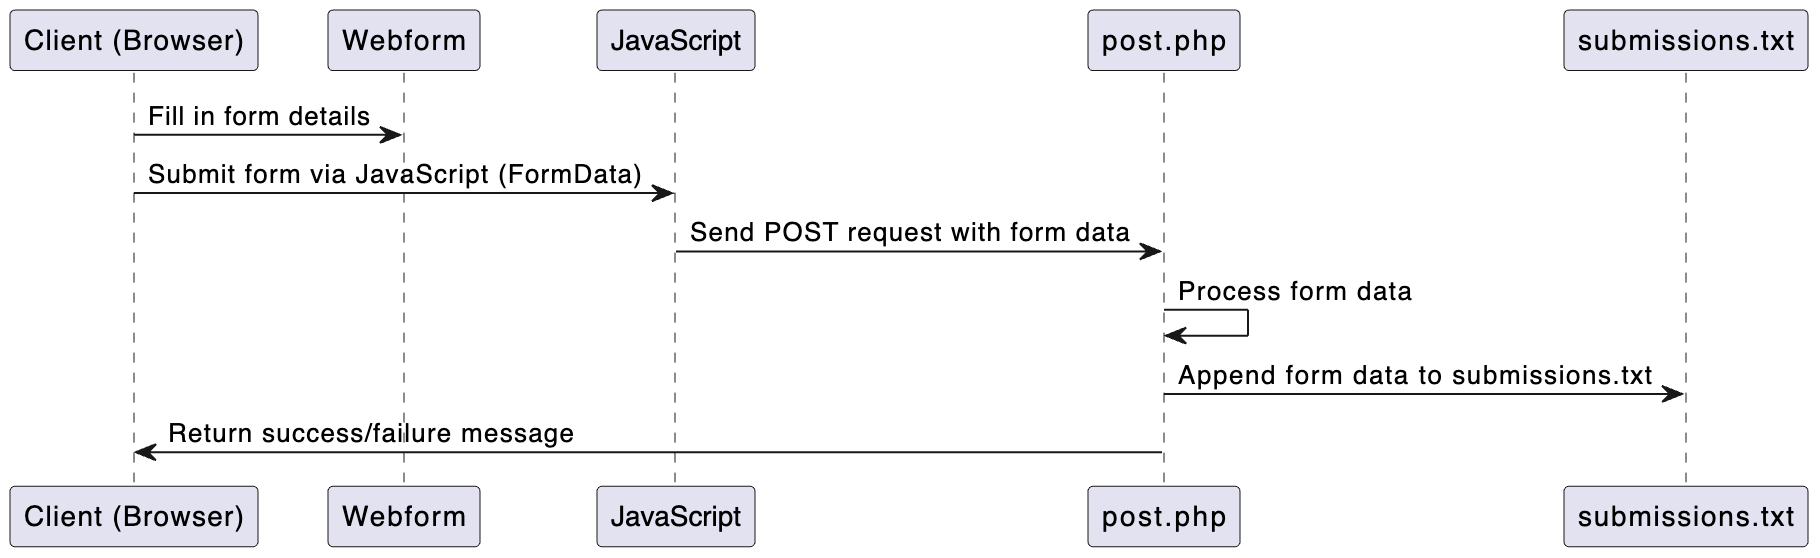 Client (Browser) Webform JavaScript post.php submissions.txt
Fill in form details
Submit form via JavaScript (FormData)
Send POST request with form data
Process form data
Append form data to submissions.txt
Return success/failure message
Client (Browser) Webform JavaScript post.php submissions.txt